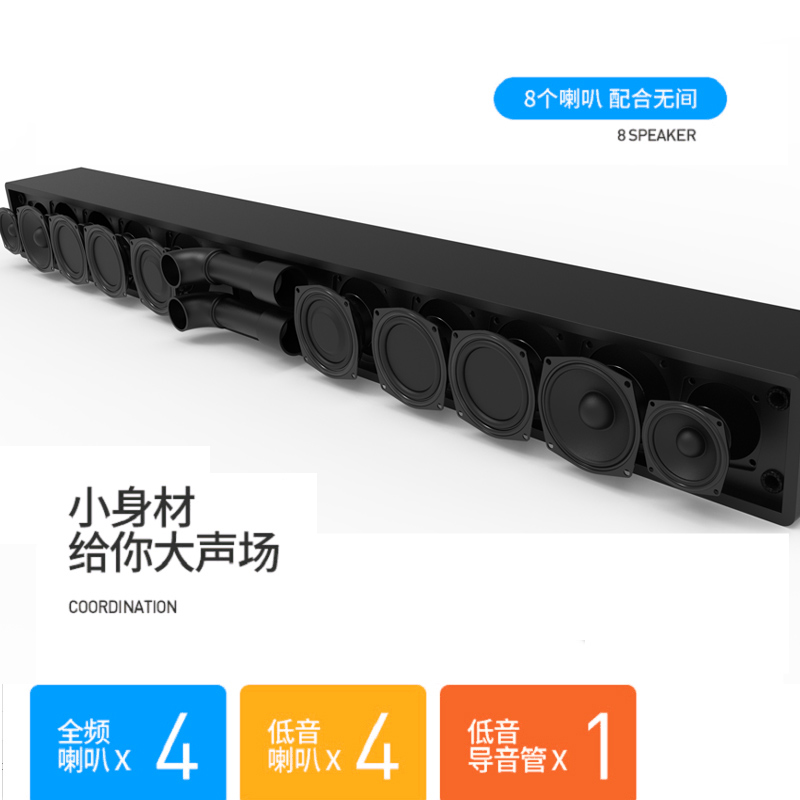 8个喇叭 配合无间
8 SPEAKER
小身材
给你大声场
COORDINATION
全频
喇叭 x 4
低音
喇叭 x 4
低音
导音管 x 1